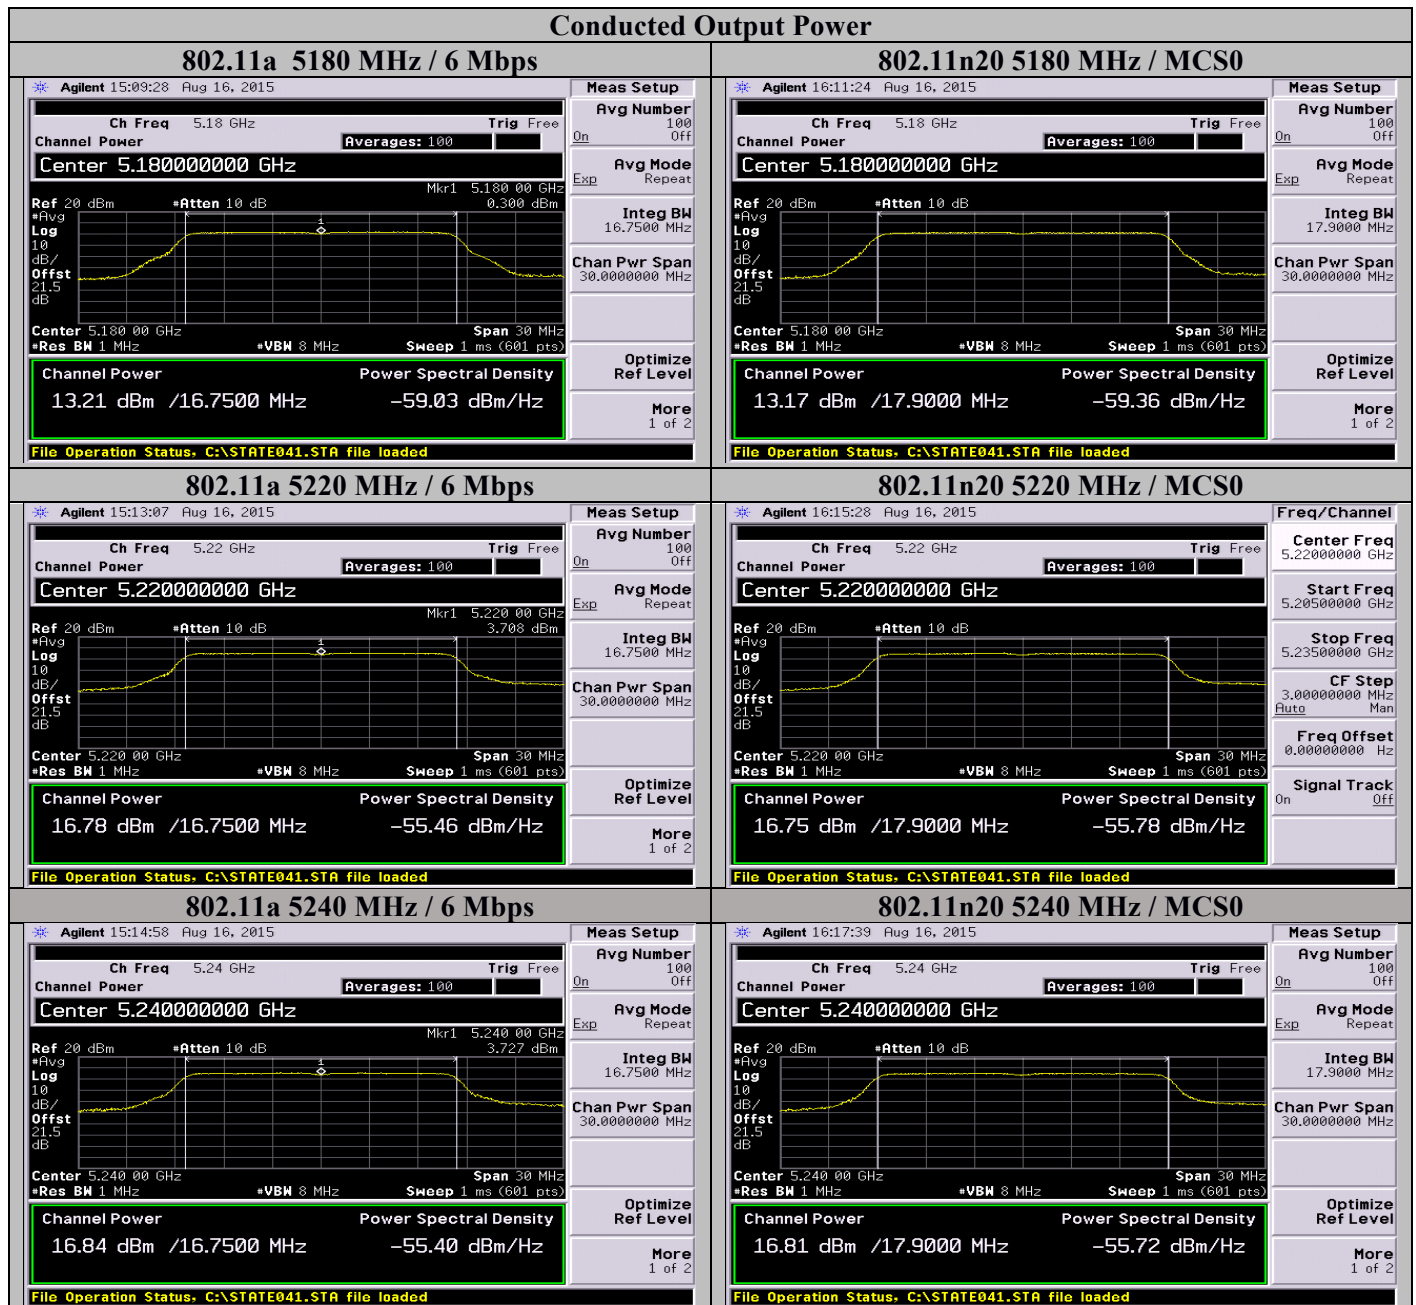 Conducted Output Power
802.11a  5180 MHz / 6 Mbps
Agilent 15:09:28 Aug 16, 2015
Meas Setup
Ch Freq 5.18 GHz Trig Free
Channel Power Averages: 100
Center 5.180000000 GHz
Mkr1 5.180 00 GHz
Ref 20 dBm #Atten 10 dB 0.300 dBm
#Avg
Log
10
dB/
Offst
21.5
dB
1
Center 5.180 00 GHz Span 30 MHz
#Res BW 1 MHz #VBW 8 MHz Sweep 1 ms (601 pts)
Channel Power Power Spectral Density
13.21 dBm /16.7500 MHz -59.03 dBm/Hz
File Operation Status, C:\STATE041.STA file loaded
Avg Number
100
On Off
Avg Mode
Exp Repeat
Integ BW
16.7500 MHz
Chan Pwr Span
30.0000000 MHz
Optimize
Ref Level
More
1 of 2
802.11n20 5180 MHz / MCS0
Agilent 16:11:24 Aug 16, 2015
Meas Setup
Ch Freq 5.18 GHz Trig Free
Channel Power Averages: 100
Center 5.180000000 GHz
Ref 20 dBm #Atten 10 dB
#Avg
Log
10
dB/
Offst
21.5
dB
Center 5.180 00 GHz Span 30 MHz
#Res BW 1 MHz #VBW 8 MHz Sweep 1 ms (601 pts)
Channel Power Power Spectral Density
13.17 dBm /17.9000 MHz -59.36 dBm/Hz
File Operation Status, C:\STATE041.STA file loaded
Avg Number
100
On Off
Avg Mode
Exp Repeat
Integ BW
17.9000 MHz
Chan Pwr Span
30.0000000 MHz
Optimize
Ref Level
More
1 of 2
802.11a 5220 MHz / 6 Mbps
Agilent 15:13:07 Aug 16, 2015
Meas Setup
Ch Freq 5.22 GHz Trig Free
Channel Power Averages: 100
Center 5.220000000 GHz
Mkr1 5.220 00 GHz
Ref 20 dBm #Atten 10 dB 3.708 dBm
#Avg
Log
10
dB/
Offst
21.5
dB
1
Center 5.220 00 GHz Span 30 MHz
#Res BW 1 MHz #VBW 8 MHz Sweep 1 ms (601 pts)
Channel Power Power Spectral Density
16.78 dBm /16.7500 MHz -55.46 dBm/Hz
File Operation Status, C:\STATE041.STA file loaded
Avg Number
100
On Off
Avg Mode
Exp Repeat
Integ BW
16.7500 MHz
Chan Pwr Span
30.0000000 MHz
Optimize
Ref Level
More
1 of 2
802.11n20 5220 MHz / MCS0
Agilent 16:15:28 Aug 16, 2015
Freq/Channel
Ch Freq 5.22 GHz Trig Free
Channel Power Averages: 100
Center 5.220000000 GHz
Ref 20 dBm #Atten 10 dB
#Avg
Log
10
dB/
Offst
21.5
dB
Center 5.220 00 GHz Span 30 MHz
#Res BW 1 MHz #VBW 8 MHz Sweep 1 ms (601 pts)
Channel Power Power Spectral Density
16.75 dBm /17.9000 MHz -55.78 dBm/Hz
File Operation Status, C:\STATE041.STA file loaded
Center Freq
5.22000000 GHz
Start Freq
5.20500000 GHz
Stop Freq
5.23500000 GHz
CF Step
3.00000000 MHz
Auto Man
Freq Offset
0.00000000 Hz
Signal Track
On Off
802.11a 5240 MHz / 6 Mbps
Agilent 15:14:58 Aug 16, 2015
Meas Setup
Ch Freq 5.24 GHz Trig Free
Channel Power Averages: 100
Center 5.240000000 GHz
Mkr1 5.240 00 GHz
Ref 20 dBm #Atten 10 dB 3.727 dBm
#Avg
Log
10
dB/
Offst
21.5
dB
1
Center 5.240 00 GHz Span 30 MHz
#Res BW 1 MHz #VBW 8 MHz Sweep 1 ms (601 pts)
Channel Power Power Spectral Density
16.84 dBm /16.7500 MHz -55.40 dBm/Hz
File Operation Status, C:\STATE041.STA file loaded
Avg Number
100
On Off
Avg Mode
Exp Repeat
Integ BW
16.7500 MHz
Chan Pwr Span
30.0000000 MHz
Optimize
Ref Level
More
1 of 2
802.11n20 5240 MHz / MCS0
Agilent 16:17:39 Aug 16, 2015
Meas Setup
Ch Freq 5.24 GHz Trig Free
Channel Power Averages: 100
Center 5.240000000 GHz
Ref 20 dBm #Atten 10 dB
#Avg
Log
10
dB/
Offst
21.5
dB
Center 5.240 00 GHz Span 30 MHz
#Res BW 1 MHz #VBW 8 MHz Sweep 1 ms (601 pts)
Channel Power Power Spectral Density
16.81 dBm /17.9000 MHz -55.72 dBm/Hz
File Operation Status, C:\STATE041.STA file loaded
Avg Number
100
On Off
Avg Mode
Exp Repeat
Integ BW
17.9000 MHz
Chan Pwr Span
30.0000000 MHz
Optimize
Ref Level
More
1 of 2